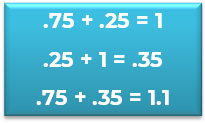 .75 + .25 = 1
.25 + 1 = .35
.75 + .35 = 1.1